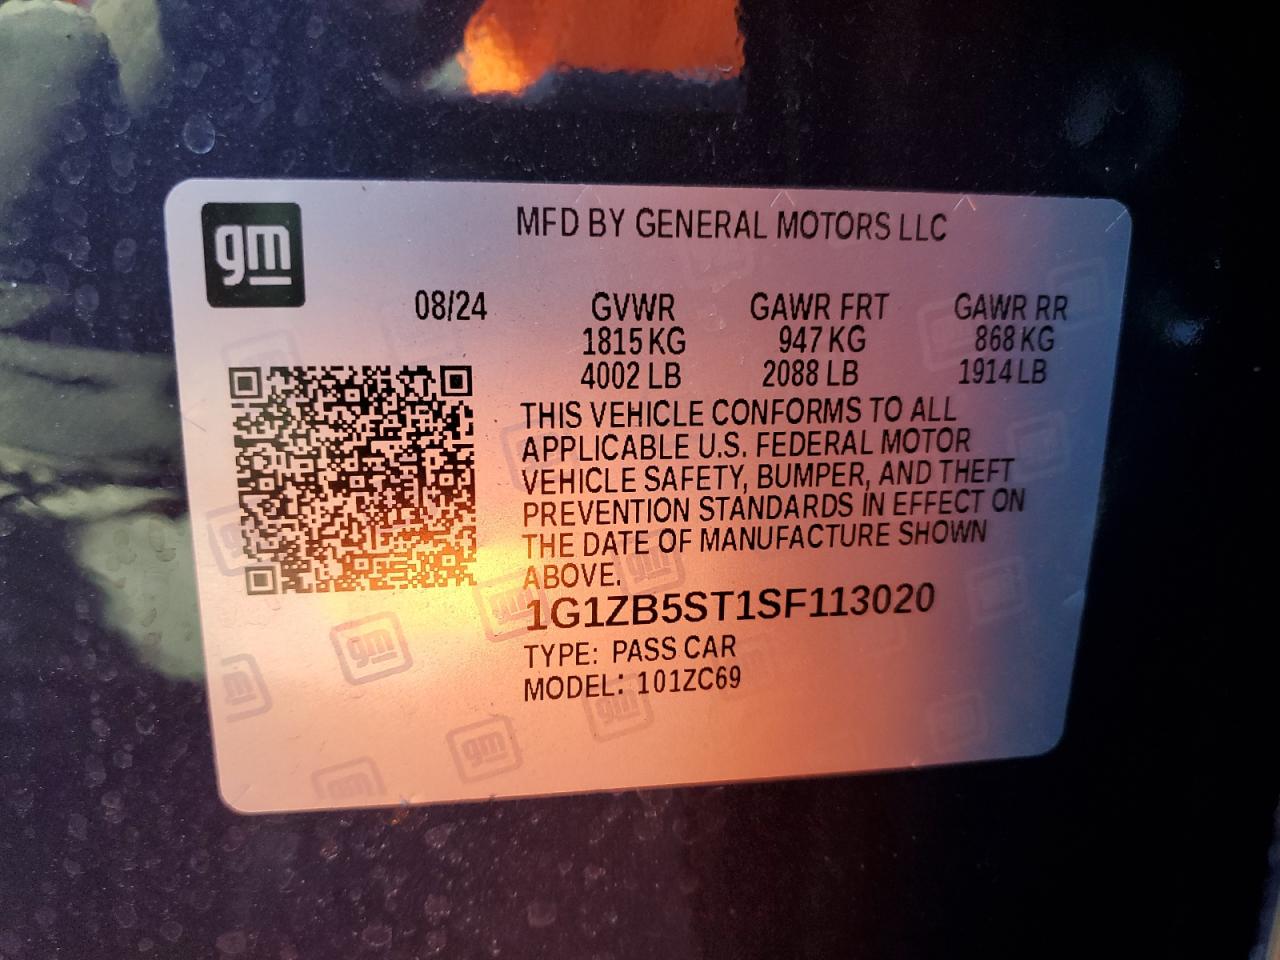 gm
MFD BY GENERAL MOTORS LLC
08/24 GVWR GAWR FRT GAWR RR
1815 KG 947 KG 868 KG
4002 LB 2088 LB 1914 LB
THIS VEHICLE CONFORMS TO ALL
APPLICABLE U.S. FEDERAL MOTOR
VEHICLE SAFETY, BUMPER, AND THEFT
PREVENTION STANDARDS IN EFFECT ON
THE DATE OF MANUFACTURE SHOWN
ABOVE.
1G1ZB5ST1SF113020
TYPE: PASS CAR
MODEL: 101ZC69